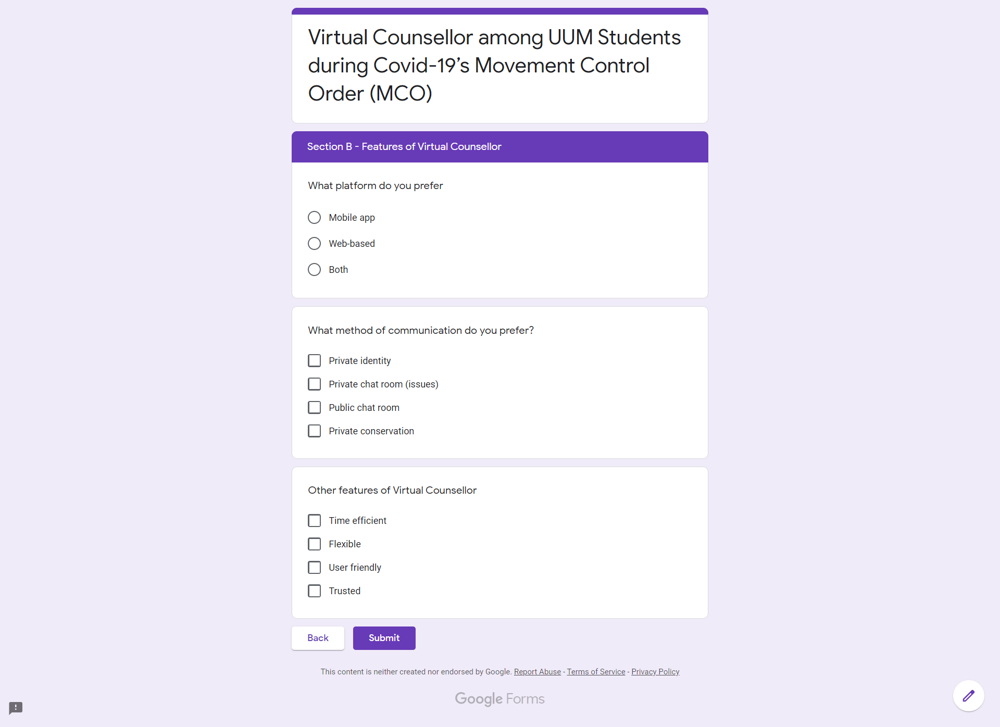 Virtual Counsellor among UUM Students
during Covid-19’s Movement Control
Order (MCO)
Section B - Features of Virtual Counsellor
What platform do you prefer
Mobile app
Web-based
Both
What method of communication do you prefer?
Private identity
Private chat room (issues)
Public chat room
Private conservation
Other features of Virtual Counsellor
Time efficient
Flexible
User friendly
Trusted
Back Submit
This content is neither created nor endorsed by Google. Report Abuse - Terms of Service - Privacy Policy
Google Forms